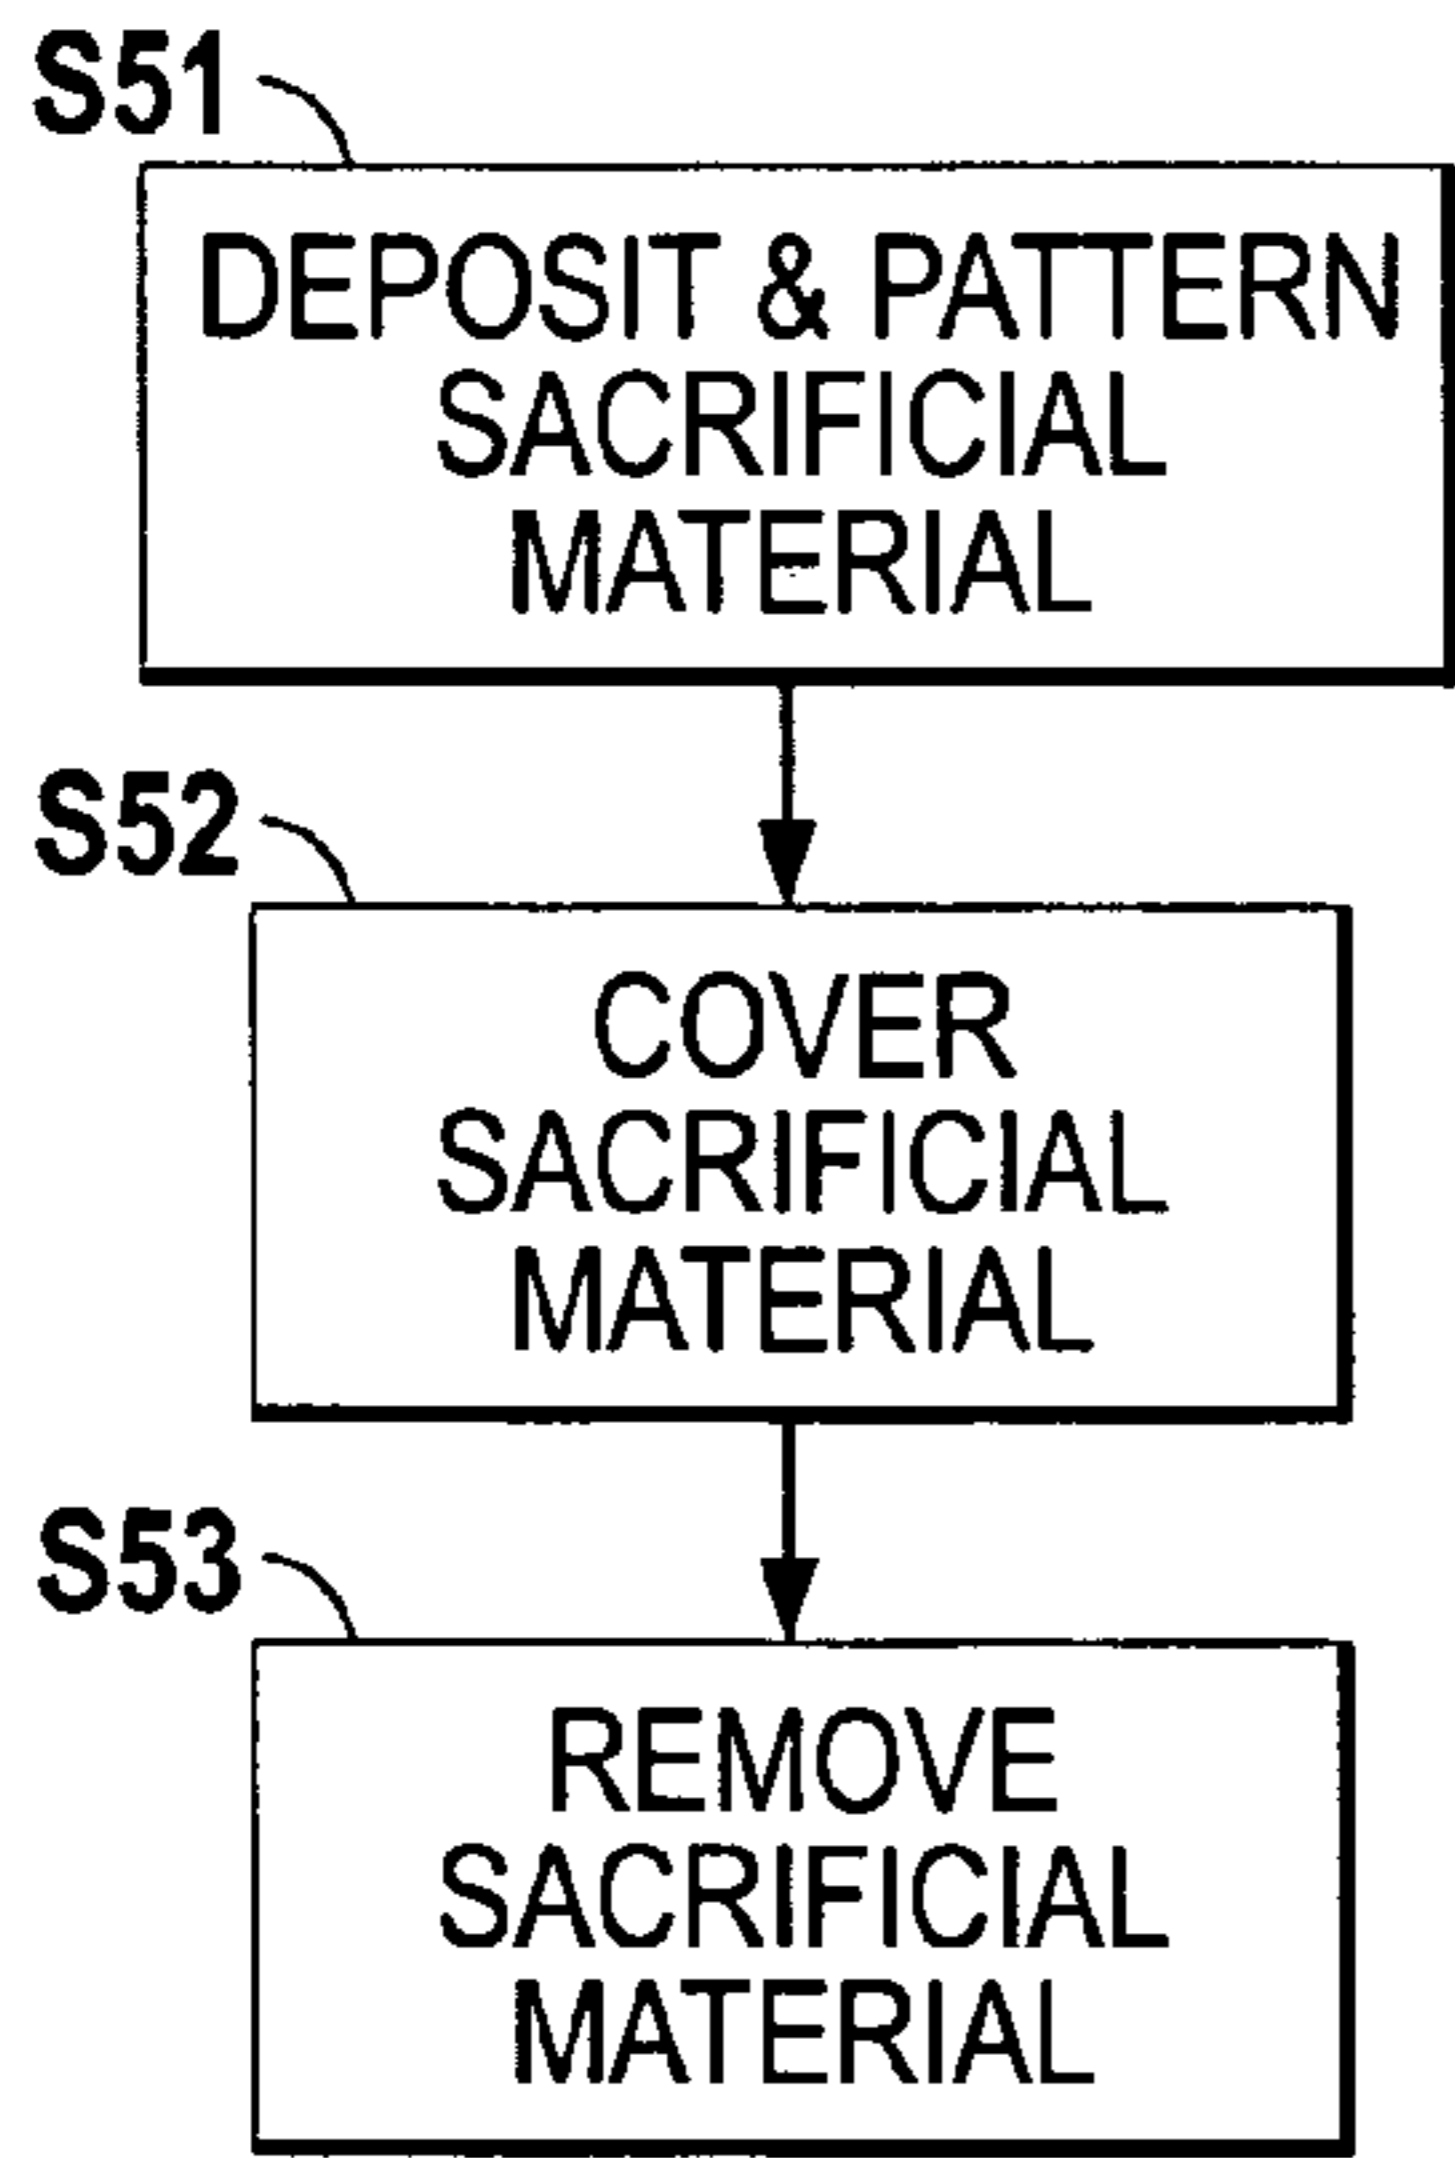 S51
DEPOSIT & PATTERN
SACRIFICIAL
MATERIAL
S52
COVER
SACRIFICIAL
MATERIAL
S53
REMOVE
SACRIFICIAL
MATERIAL